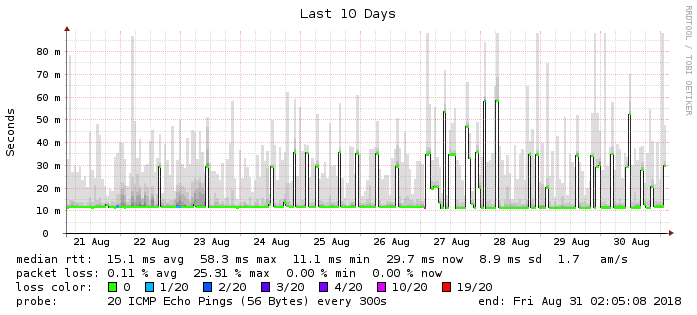 Last 10 Days
RRDTOOL / TOBI OETIKER
Seconds
80 m
70 m
60 m
50 m
40 m
30 m
20 m
10 m
0
21 Aug 22 Aug 23 Aug 24 Aug 25 Aug 26 Aug 27 Aug 28 Aug 29 Aug 30 Aug
median rtt: 15.1 ms avg 58.3 ms max 11.1 ms min 29.7 ms now 8.9 ms sd 1.7 am/s
packet loss: 0.11 % avg 25.31 % max 0.00 % min 0.00 % now
loss color: 0 1/20 2/20 3/20 4/20 10/20 19/20
probe: 20 ICMP Echo Pings (56 Bytes) every 300s end: Fri Aug 31 02:05:08 2018